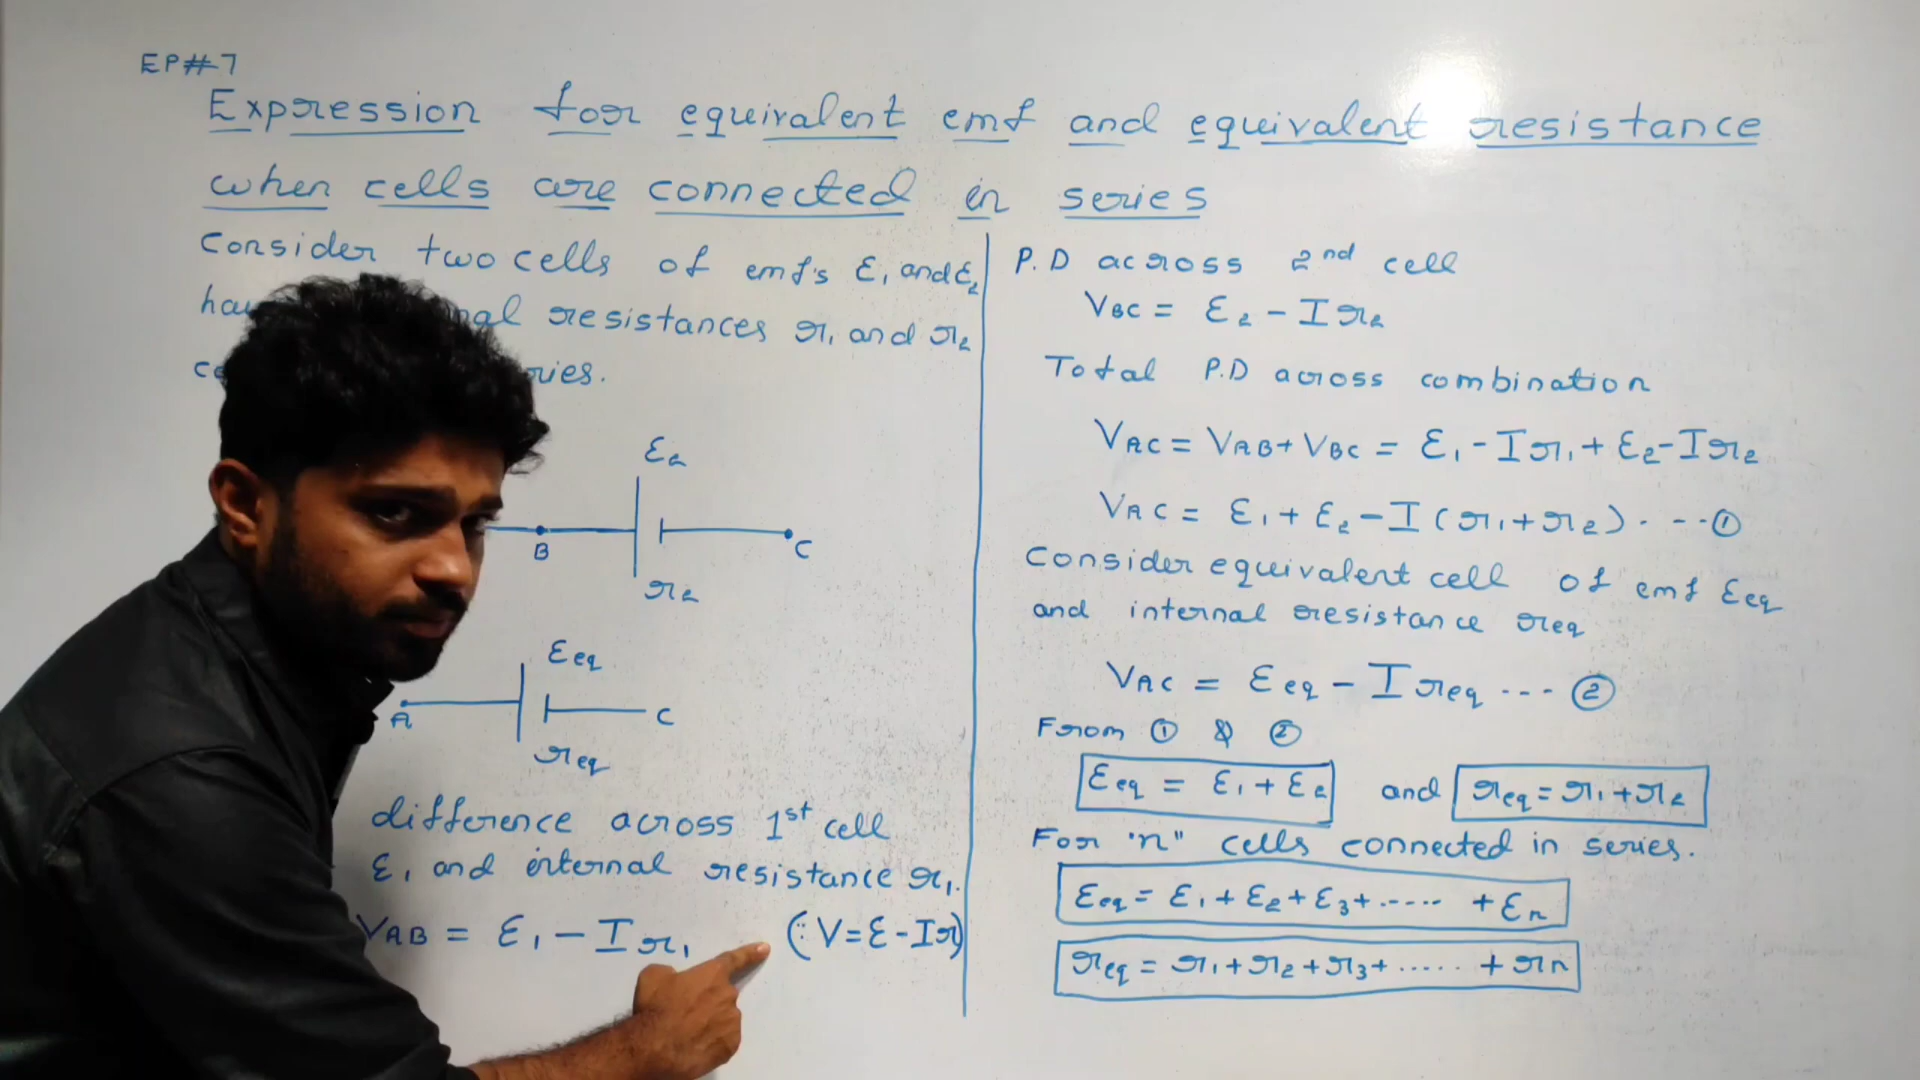 EP#7
Expression for equivalent emf and equivalent resistance
when cells are connected in series
Consider two cells of emf's ε₁ and ε₂
resistances r₁ and r₂
ε₂
B
C
r₂
εeq
A
C
req
difference across 1st cell
ε₁ and internal resistance r₁.
VAB = ε₁ - Ir₁ (∵ V = ε - Ir)
P.D across 2nd cell
VBC = ε₂ - Ir₂
Total P.D across combination
VAC = VAB + VBC = ε₁ - Ir₁ + ε₂ - Ir₂
VAC = ε₁ + ε₂ - I(r₁ + r₂). --- ①
Consider equivalent cell of emf εeq
and internal resistance req
VAC = εeq - Ireq --- ②
From ① & ②
εeq = ε₁ + ε₂ and req = r₁ + r₂
For "n" cells connected in series.
εeq = ε₁ + ε₂ + ε₃ + ...... + εn
req = r₁ + r₂ + r₃ + ...... + rn